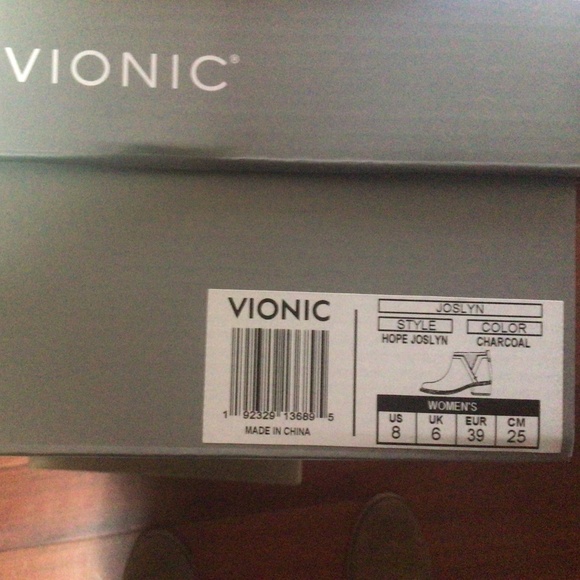 VIONIC®
VIONIC
1 92329 13689 5
MADE IN CHINA
JOSLYN
STYLE COLOR
HOPE JOSLYN CHARCOAL
WOMEN'S
US UK EUR CM
8 6 39 25